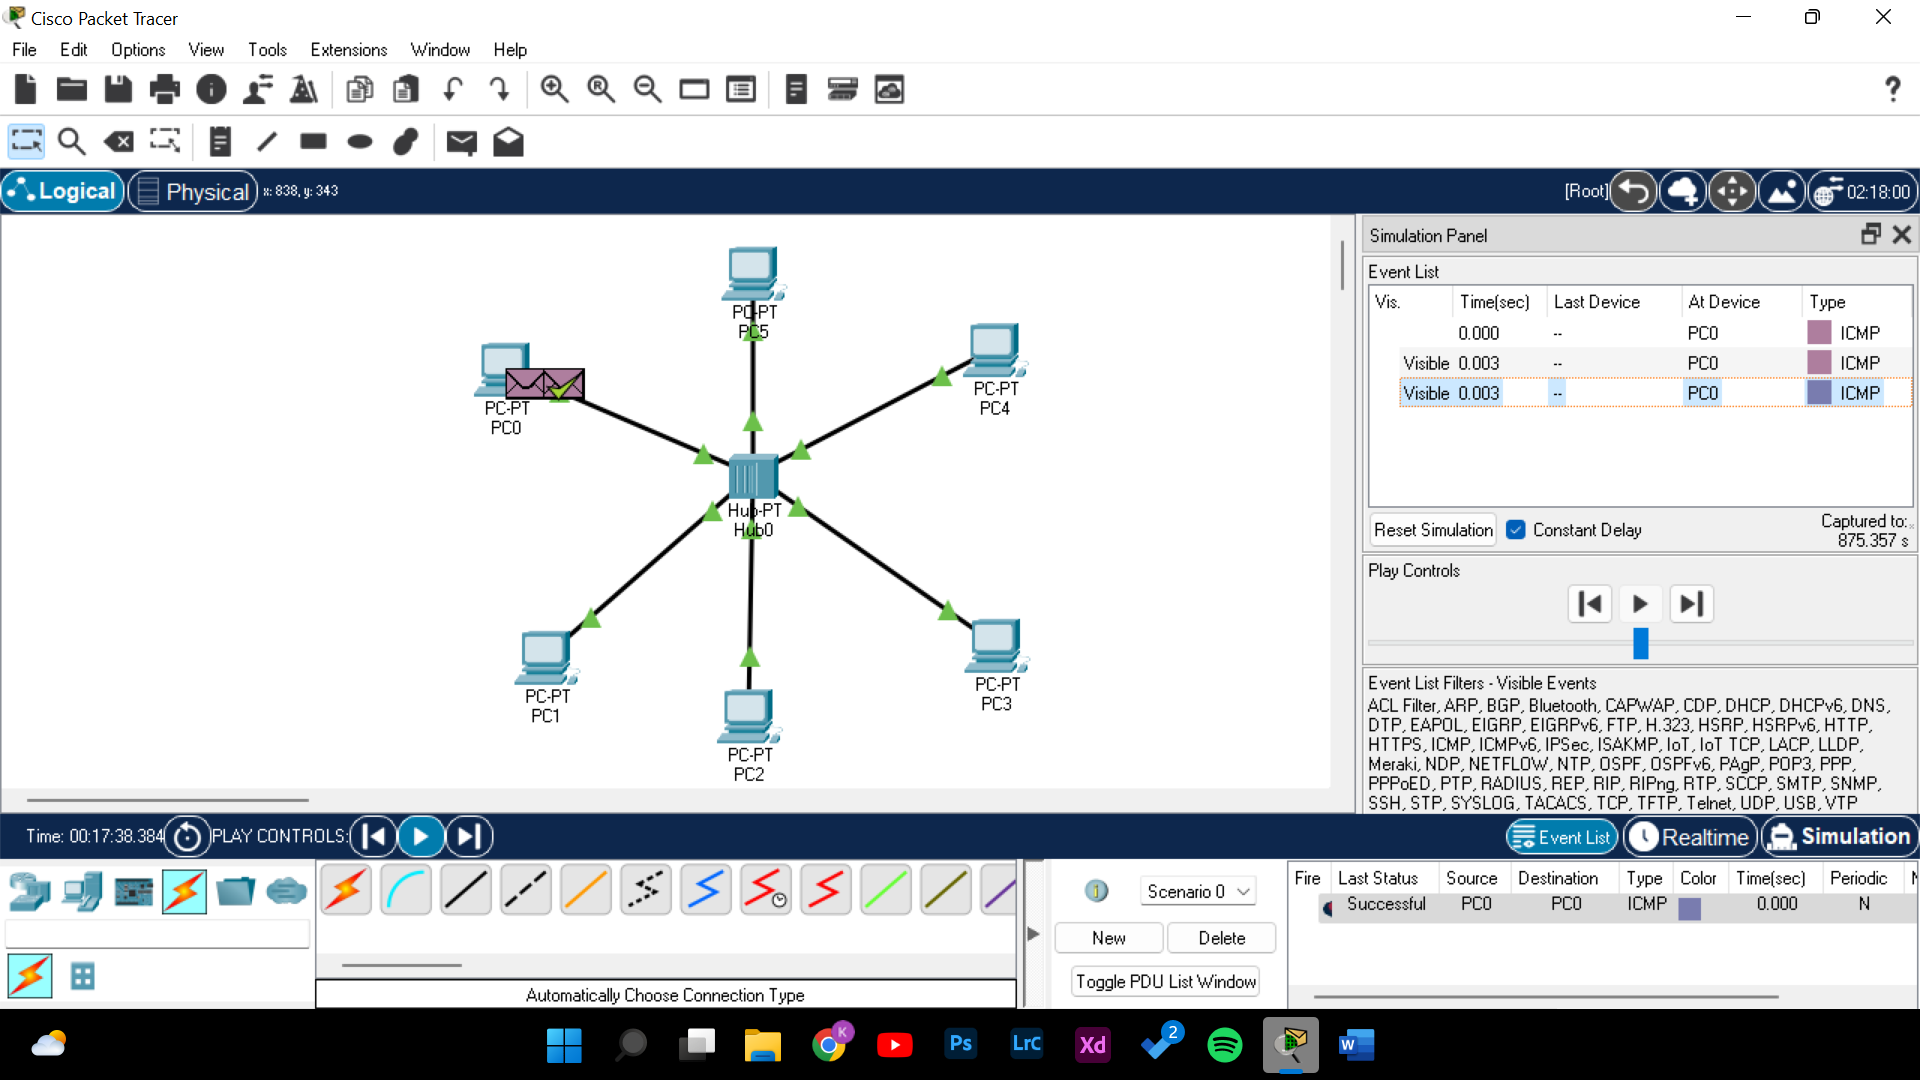 Cisco Packet Tracer
File Edit Options View Tools Extensions Window Help
Logical Physical x: 838, y: 343 [Root] 02:18:00
PC-PT
PC5
PC-PT
PC4
PC-PT
PC0
Hub-PT
Hub0
PC-PT
PC1
PC-PT
PC3
PC-PT
PC2
Simulation Panel
Event List
Vis. Time(sec) Last Device At Device Type
0.000 -- PC0 ICMP
Visible 0.003 -- PC0 ICMP
Visible 0.003 -- PC0 ICMP
Reset Simulation Constant Delay Captured to:
875.357 s
Play Controls
Event List Filters - Visible Events
ACL Filter, ARP, BGP, Bluetooth, CAPWAP, CDP, DHCP, DHCPv6, DNS,
DTP, EAPOL, EIGRP, EIGRPv6, FTP, H.323, HSRP, HSRPv6, HTTP,
HTTPS, ICMP, ICMPv6, IPSec, ISAKMP, IoT, IoT TCP, LACP, LLDP,
Meraki, NDP, NETFLOW, NTP, OSPF, OSPFv6, PAgP, POP3, PPP,
PPPoED, PTP, RADIUS, REP, RIP, RIPng, RTP, SCCP, SMTP, SNMP,
SSH, STP, SYSLOG, TACACS, TCP, TFTP, Telnet, UDP, USB, VTP
Time: 00:17:38.384 PLAY CONTROLS: Event List Realtime Simulation
Scenario 0
New Delete
Toggle PDU List Window
Fire Last Status Source Destination Type Color Time(sec) Periodic
Successful PC0 PC0 ICMP 0.000 N
Automatically Choose Connection Type
K
Ps LrC Xd 2 W